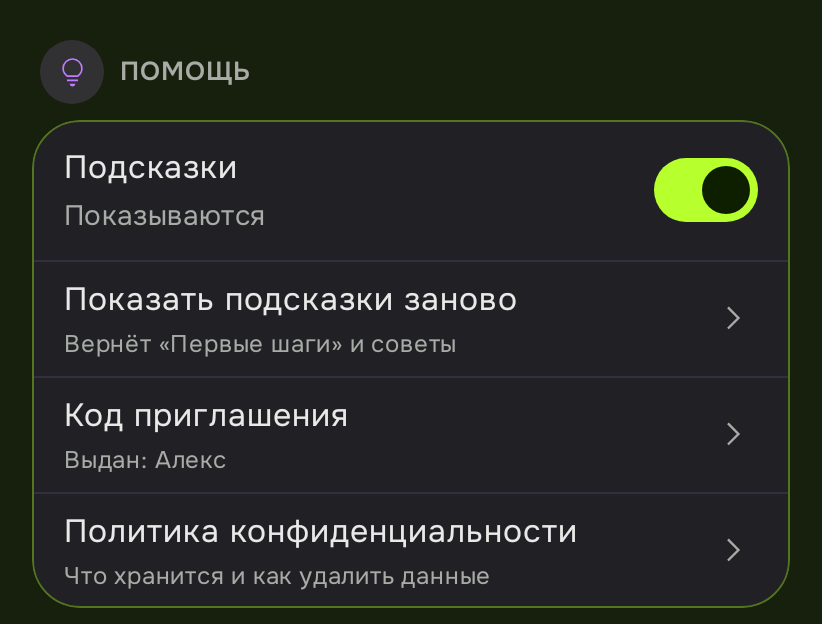 ПОМОЩЬ
Подсказки
Показываются
Показать подсказки заново
Вернёт «Первые шаги» и советы
Код приглашения
Выдан: Алекс
Политика конфиденциальности
Что хранится и как удалить данные